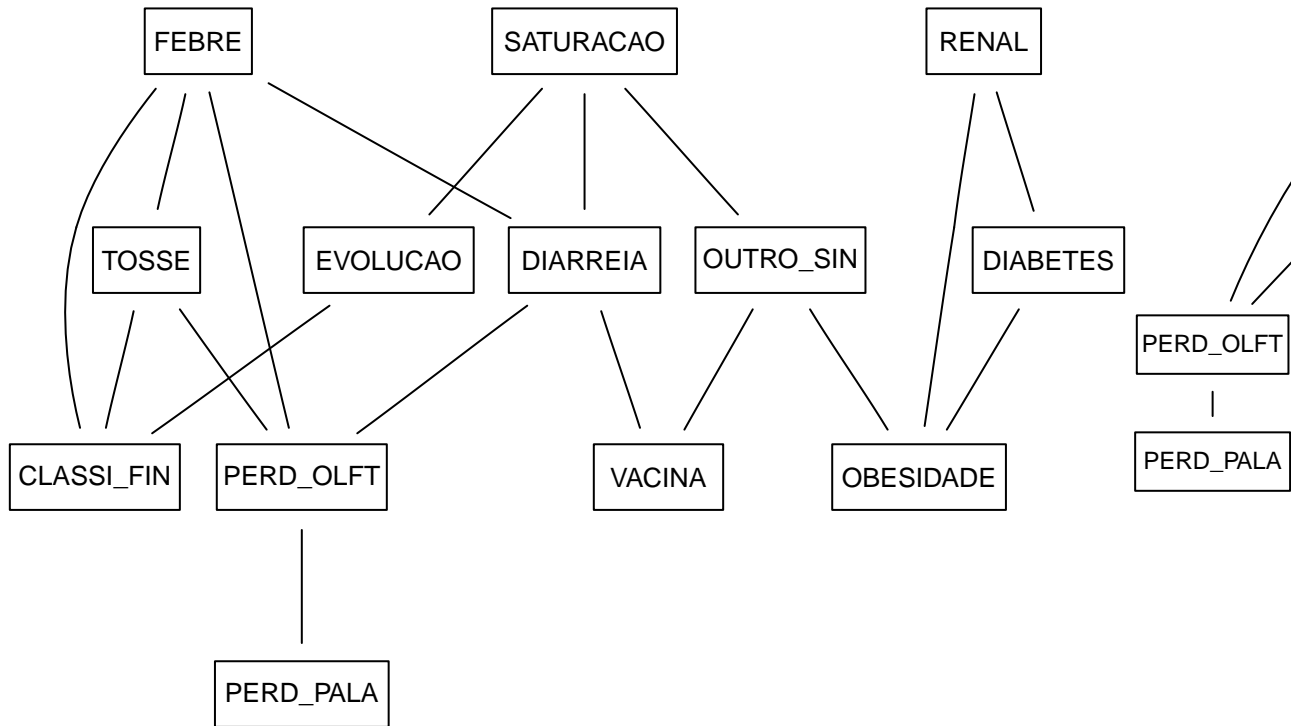 FEBRE
SATURACAO
RENAL
TOSSE
EVOLUCAO
DIARREIA
OUTRO_SIN
DIABETES
PERD_OLFT
CLASSI_FIN
PERD_OLFT
VACINA
OBESIDADE
PERD_PALA
PERD_PALA